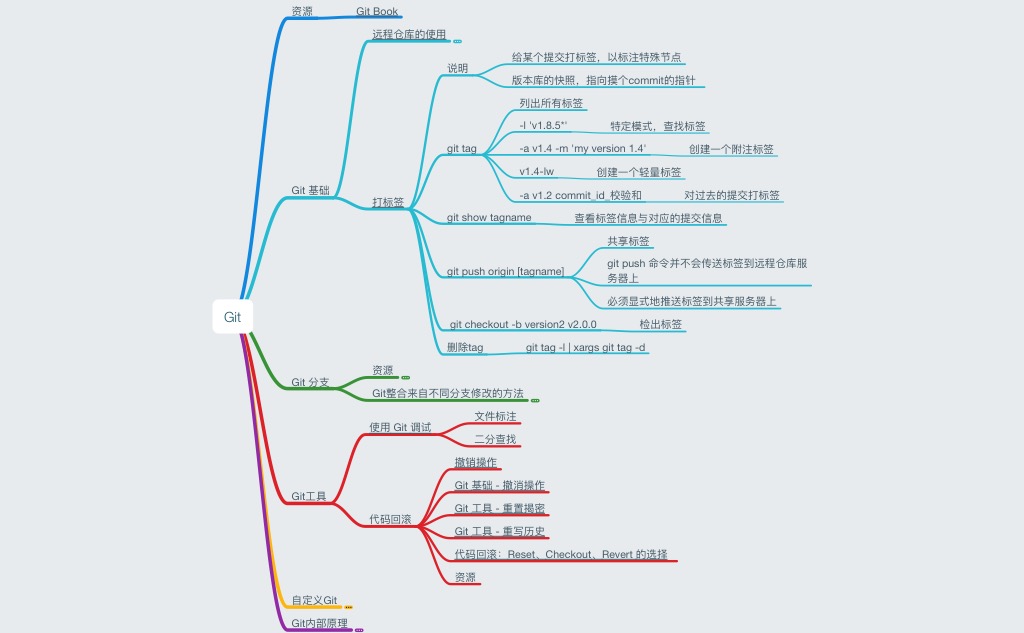 资源
Git Book
远程仓库的使用
给某个提交打标签，以标注特殊节点
说明
版本库的快照，指向摸个commit的指针
列出所有标签
-l 'v1.8.5*'
特定模式，查找标签
git tag
-a v1.4 -m 'my version 1.4'
创建一个附注标签
v1.4-lw
创建一个轻量标签
Git 基础
-a v1.2 commit_id_校验和
对过去的提交打标签
打标签
git show tagname
查看标签信息与对应的提交信息
共享标签
git push origin [tagname]
git push 命令并不会传送标签到远程仓库服
务器上
必须显式地推送标签到共享服务器上
Git
git checkout -b version2 v2.0.0
检出标签
删除tag
git tag -l | xargs git tag -d
资源
Git 分支
Git整合来自不同分支修改的方法
文件标注
使用 Git 调试
二分查找
撤销操作
Git 基础 - 撤消操作
Git工具
Git 工具 - 重置揭密
代码回滚
Git 工具 - 重写历史
代码回滚：Reset、Checkout、Revert 的选择
资源
自定义Git
Git内部原理